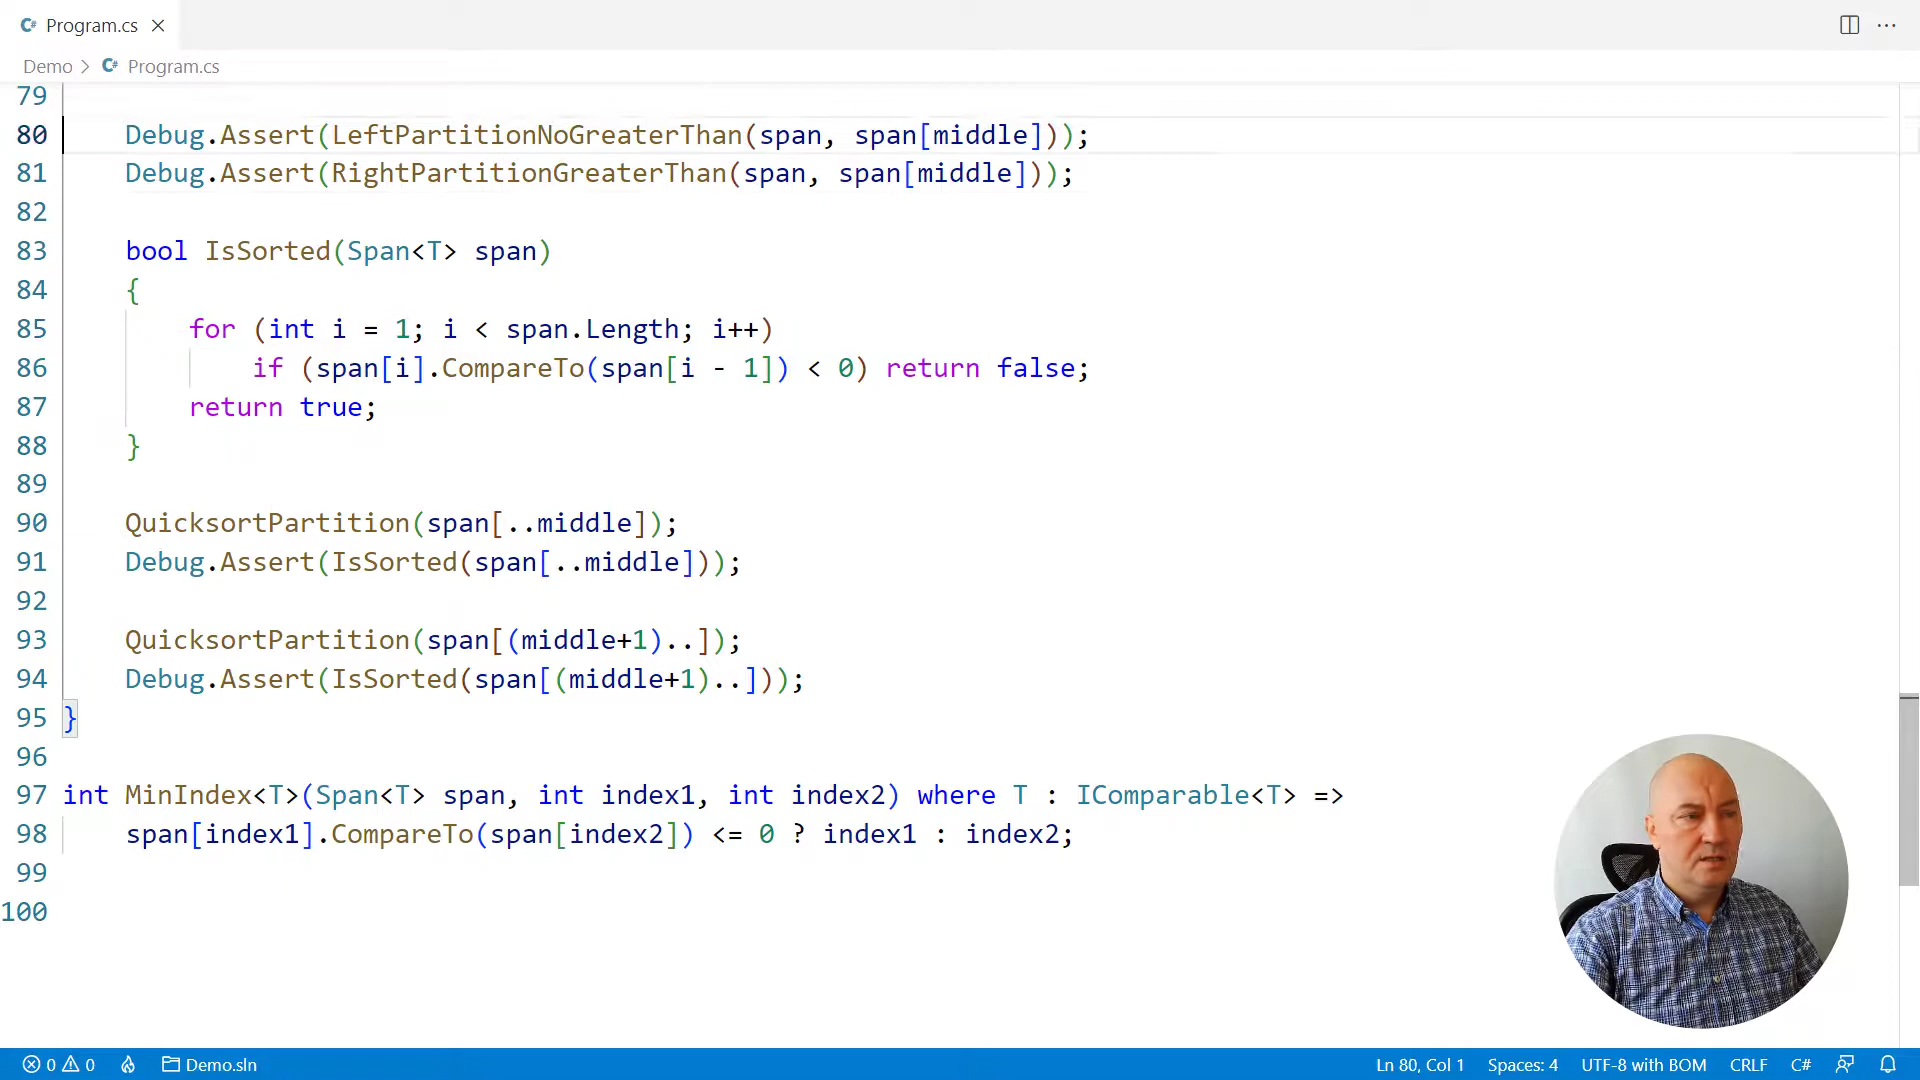 C# Program.cs
Demo > C# Program.cs
79
80 Debug.Assert(LeftPartitionNoGreaterThan(span, span[middle]));
81 Debug.Assert(RightPartitionGreaterThan(span, span[middle]));
82
83 bool IsSorted(Span<T> span)
84 {
85 for (int i = 1; i < span.Length; i++)
86 if (span[i].CompareTo(span[i - 1]) < 0) return false;
87 return true;
88 }
89
90 QuicksortPartition(span[..middle]);
91 Debug.Assert(IsSorted(span[..middle]));
92
93 QuicksortPartition(span[(middle+1)..]);
94 Debug.Assert(IsSorted(span[(middle+1)..]));
95 }
96
97 int MinIndex<T>(Span<T> span, int index1, int index2) where T : IComparable<T> =>
98 span[index1].CompareTo(span[index2]) <= 0 ? index1 : index2;
99
100
0 0 Demo.sln Ln 80, Col 1 Spaces: 4 UTF-8 with BOM CRLF C#